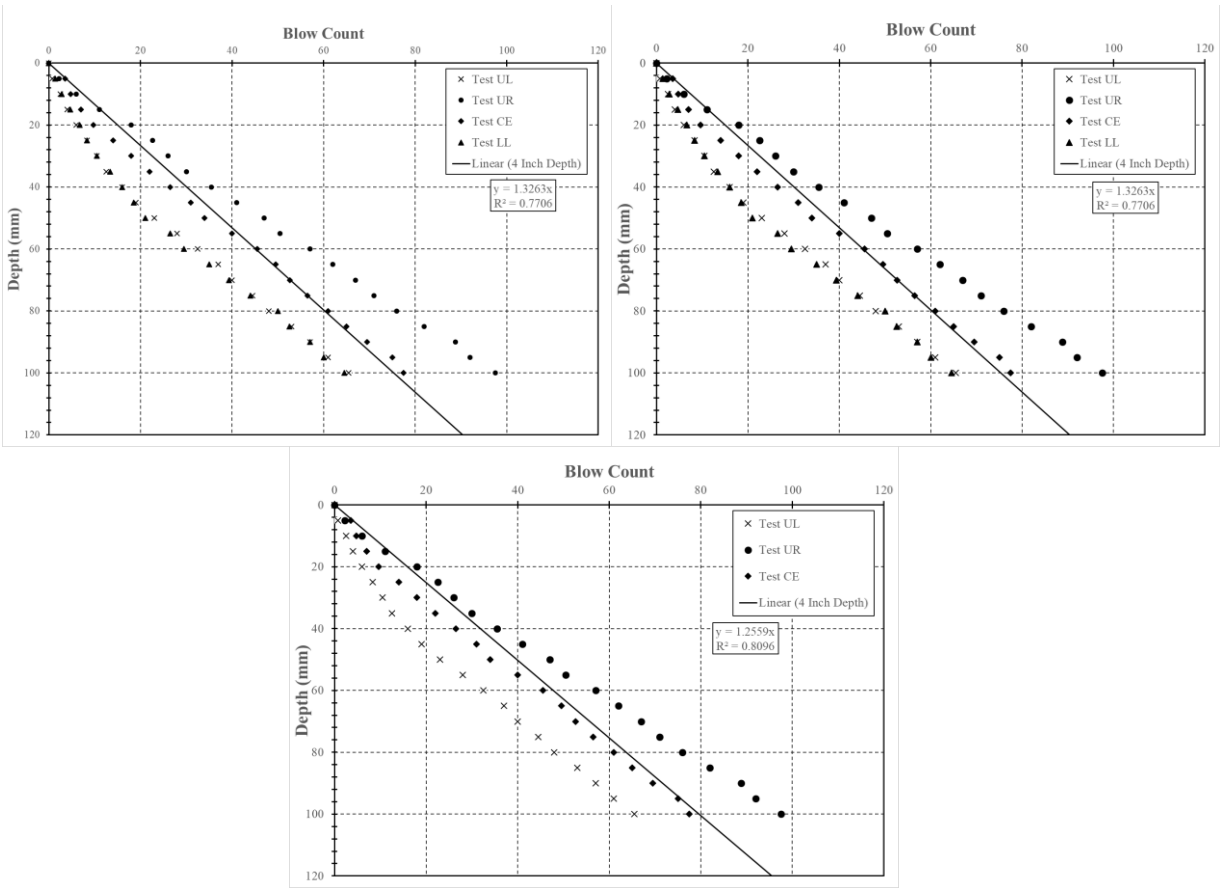 Blow Count
0 20 40 60 80 100 120
0
20
40
60
80
100
120
Depth (mm)
Test UL
Test UR
Test CE
Test LL
Linear (4 Inch Depth)
y = 1.3263x
R² = 0.7706
Blow Count
0 20 40 60 80 100 120
0
20
40
60
80
100
120
Depth (mm)
Test UL
Test UR
Test CE
Test LL
Linear (4 Inch Depth)
y = 1.3263x
R² = 0.7706
Blow Count
0 20 40 60 80 100 120
0
20
40
60
80
100
120
Depth (mm)
Test UL
Test UR
Test CE
Linear (4 Inch Depth)
y = 1.2559x
R² = 0.8096